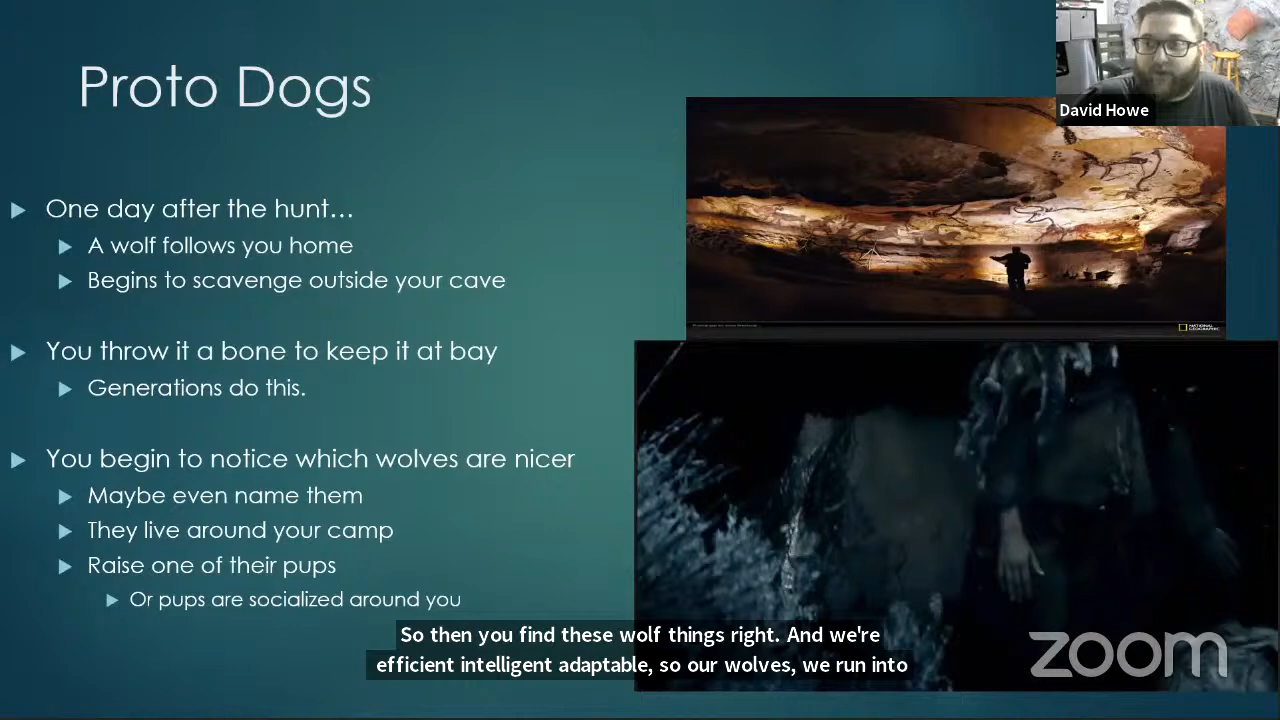 Proto Dogs
David Howe
One day after the hunt…
A wolf follows you home
Begins to scavenge outside your cave
NATIONAL
GEOGRAPHIC
You throw it a bone to keep it at bay
Generations do this.
You begin to notice which wolves are nicer
Maybe even name them
They live around your camp
Raise one of their pups
Or pups are socialized around you
So then you find these wolf things right. And we're
efficient intelligent adaptable, so our wolves, we run into
zoom